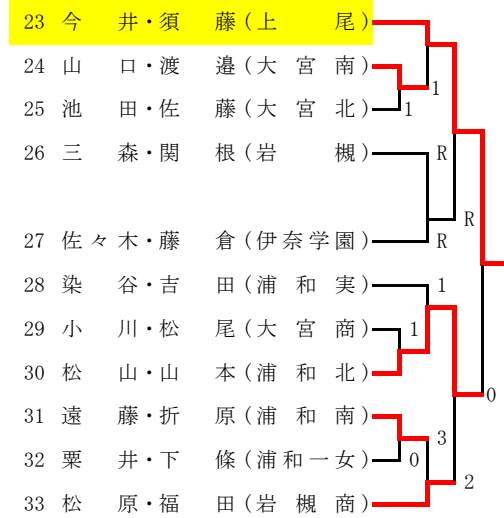 23 今井・須藤(上尾)
24 山口・渡邉(大宮南)
1
25 池田・佐藤(大宮北)
1
26 三森・関根(岩槻)
R
R
27 佐々木・藤倉(伊奈学園)
R
28 染谷・吉田(浦和実)
1
29 小川・松尾(大宮商)
1
30 松山・山本(浦和北)
0
31 遠藤・折原(浦和南)
3
32 粟井・下條(浦和一女)
0
2
33 松原・福田(岩槻商)